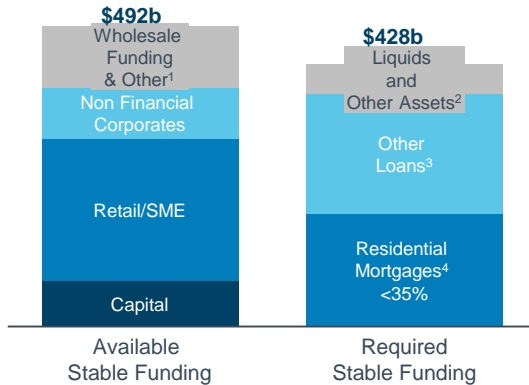 $492b
Wholesale
Funding
& Other¹
Non Financial
Corporates
Retail/SME
Capital
Available
Stable Funding
$428b
Liquids
and
Other Assets²
Other
Loans³
Residential
Mortgages⁴
<35%
Required
Stable Funding